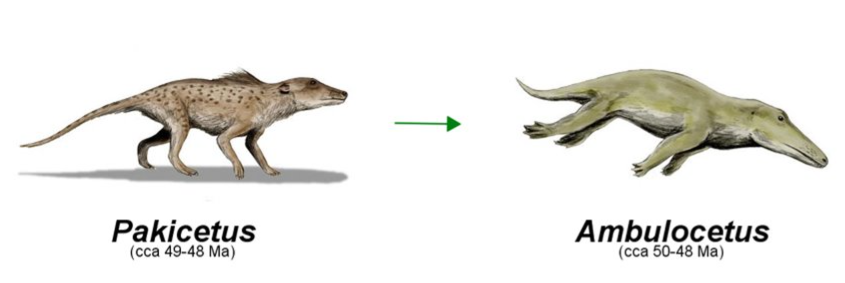 Pakicetus
(cca 49-48 Ma)
Ambulocetus
(cca 50-48 Ma)